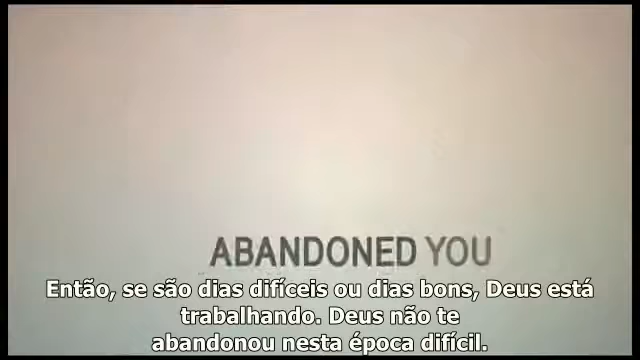 ABANDONED YOU
Então, se são dias difíceis ou dias bons, Deus está
trabalhando. Deus não te
abandonou nesta época difícil.